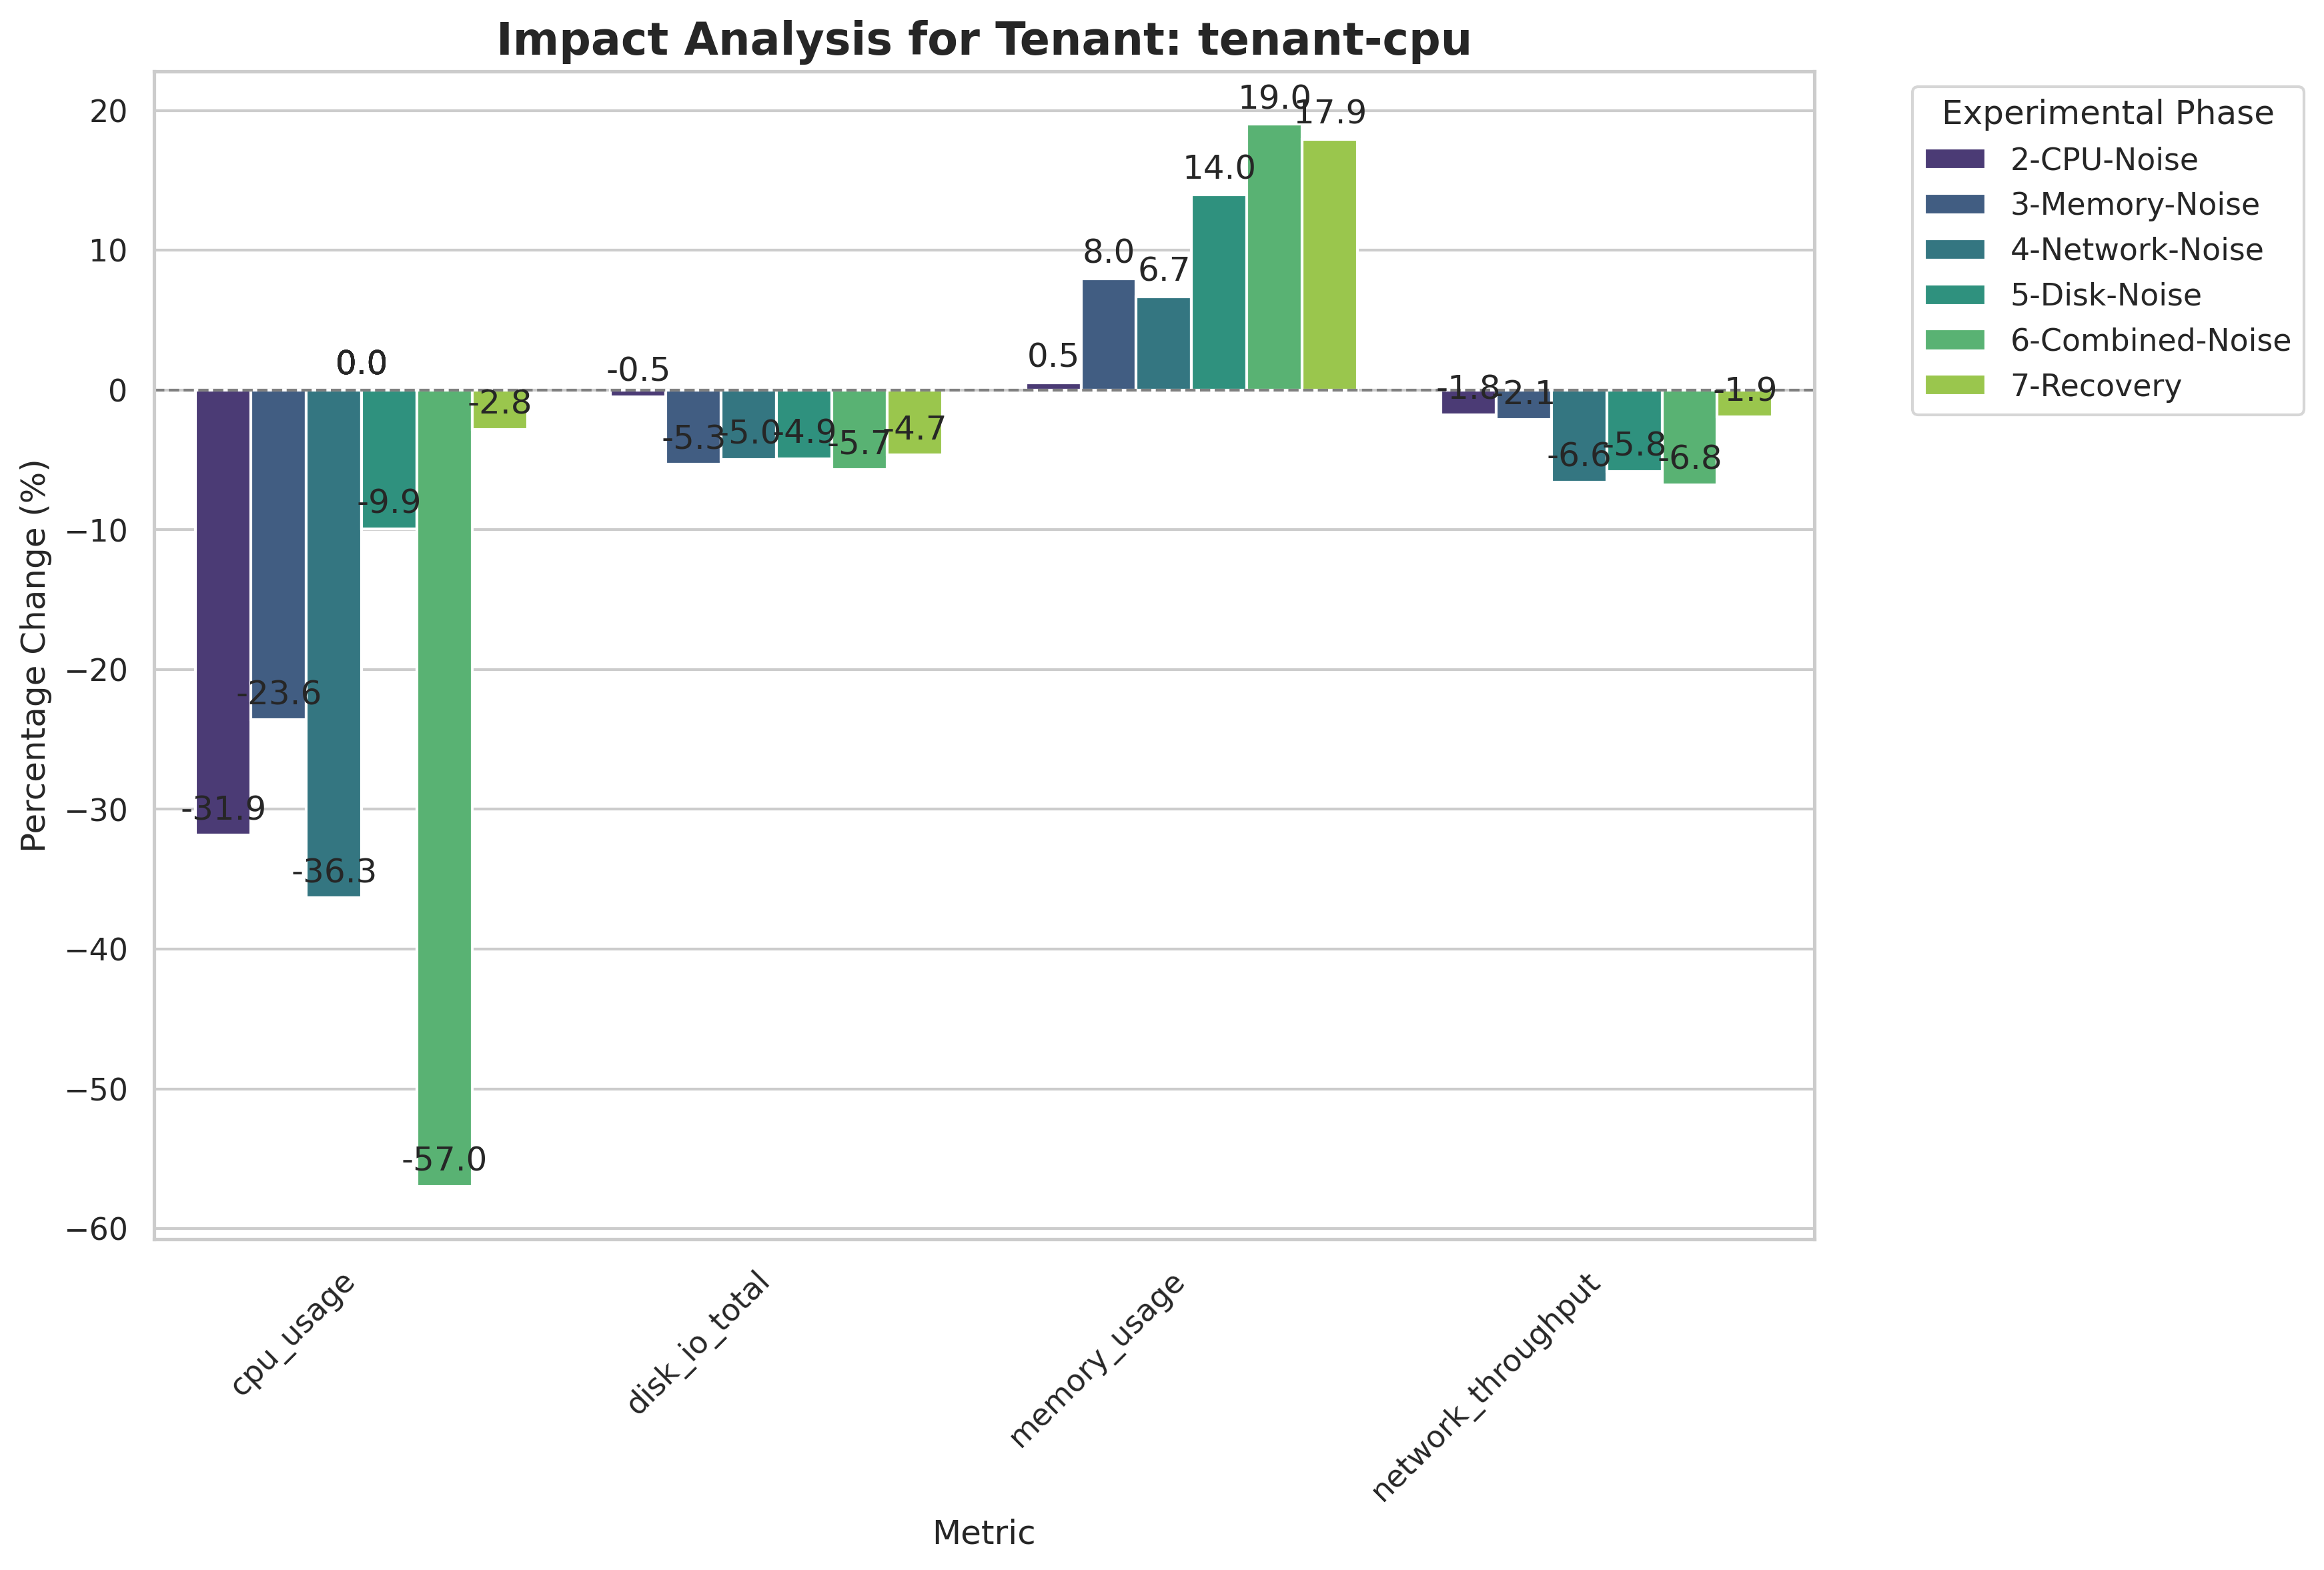 Impact Analysis for Tenant: tenant-cpu
Experimental Phase
2-CPU-Noise
3-Memory-Noise
4-Network-Noise
5-Disk-Noise
6-Combined-Noise
7-Recovery
Percentage Change (%)
20
10
0
−10
−20
−30
−40
−50
−60
-31.9
-23.6
-36.3
0.0
-9.9
-57.0
-2.8
-0.5
-5.3
-5.0
-4.9
-5.7
-4.7
0.5
8.0
6.7
14.0
19.0
17.9
-1.8
-2.1
-6.6
-5.8
-6.8
-1.9
cpu_usage
disk_io_total
memory_usage
network_throughput
Metric